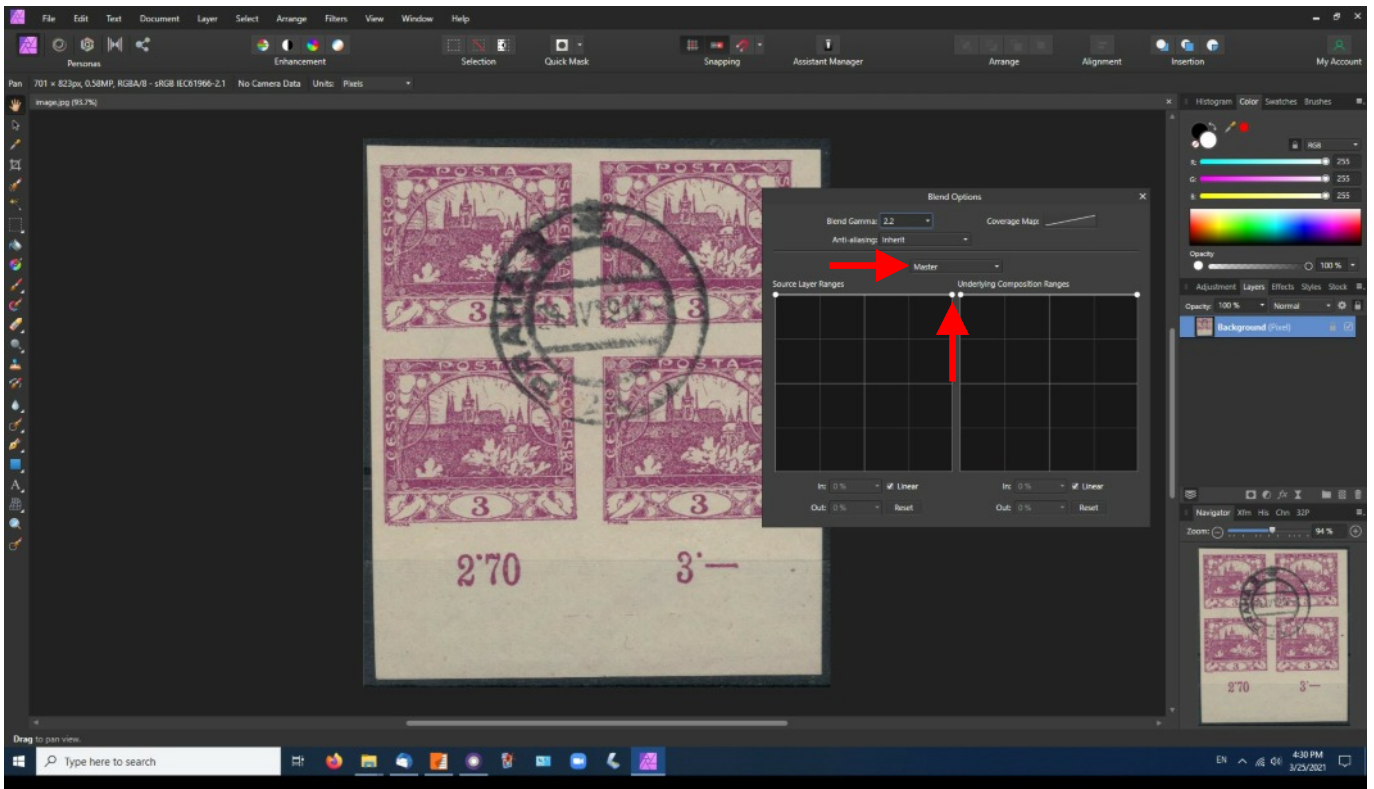 File Edit Text Document Layer Select Arrange Filters View Window Help
Personas Enhancement Selection Quick Mask Snapping Assistant Manager Arrange Alignment Insertion My Account
Pan 701 × 823px, 0.58MP, RGBA/8 - sRGB IEC61966-2.1 No Camera Data Units: Pixels
image.jpg (93.7%)
Histogram Color Swatches Brushes
RGB
R: 255
G: 255
B: 255
Opacity
100 %
Adjustment Layers Effects Styles Stock
Opacity: 100 % Normal
Background (Pixel)
Navigator Xfm His Chn 32P
Zoom: 94 %
Blend Options
Blend Gamma: 2.2 Coverage Map:
Anti-aliasing: Inherit
Master
Source Layer Ranges Underlying Composition Ranges
In: 0 % Linear In: 0 % Linear
Out: 0 % Reset Out: 0 % Reset
POSTA POSTA
ČESKO
SLOVENSKÁ
PRAHA
3 3
POSTA POSTA
ČESKO
SLOVENSKÁ
3 3
2·70 3·—
2·70 3·—
Drag to pan view.
Type here to search
EN 4:30 PM
3/25/2021